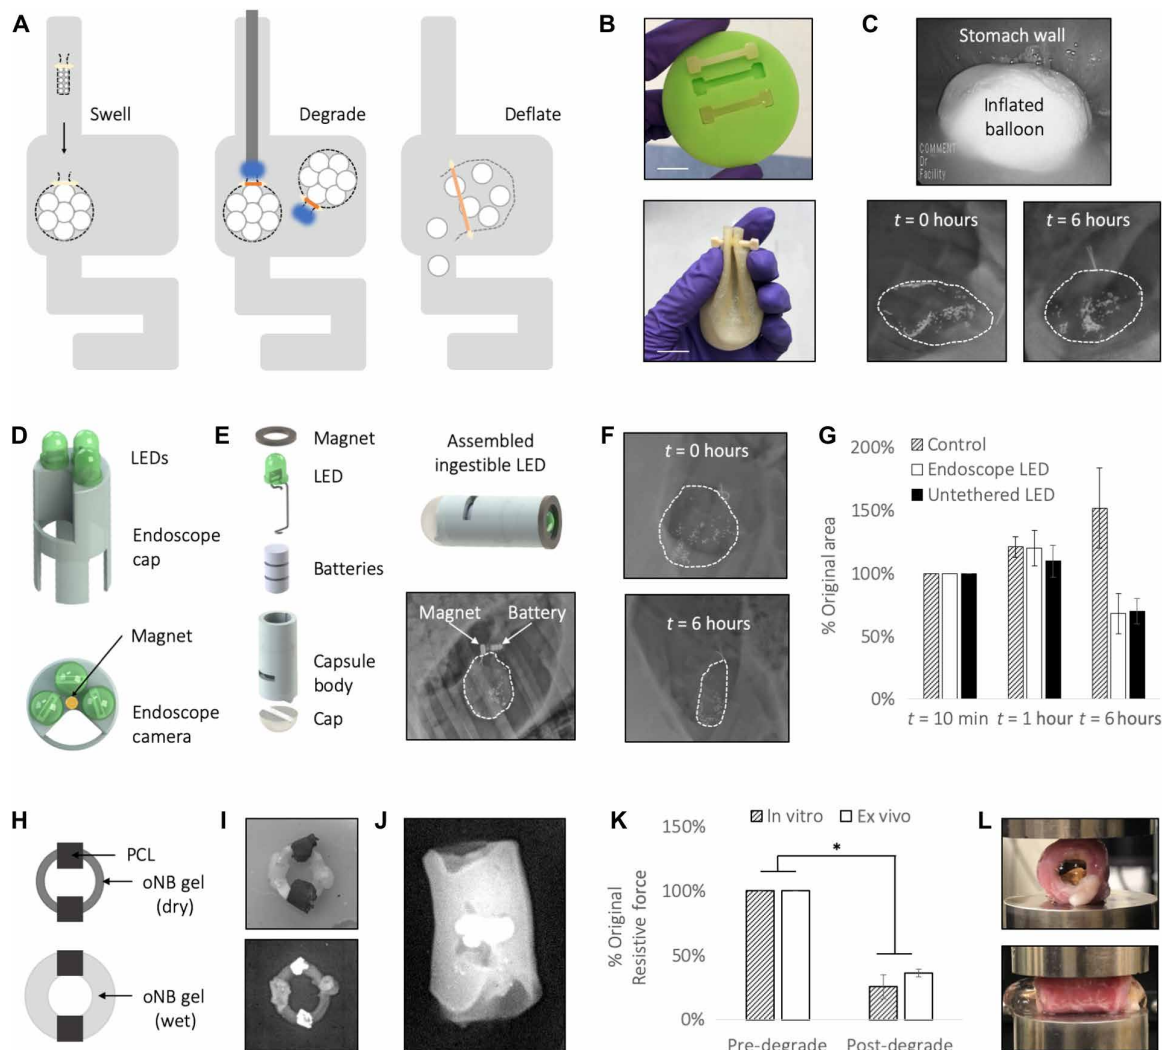 A
Swell
Degrade
Deflate
B
C
Stomach wall
Inflated
balloon
COMMENT
Dr
Facility
t = 0 hours
t = 6 hours
D
LEDs
Endoscope
cap
Magnet
Endoscope
camera
E
Magnet
LED
Batteries
Capsule
body
Cap
Assembled
ingestible LED
Magnet
Battery
F
t = 0 hours
t = 6 hours
G
Control
Endoscope LED
Untethered LED
% Original area
200%
150%
100%
50%
0%
t = 10 min
t = 1 hour
t = 6 hours
H
PCL
oNB gel
(dry)
oNB gel
(wet)
I
J
K
In vitro
Ex vivo
% Original
Resistive force
150%
100%
50%
0%
*
Pre-degrade
Post-degrade
L